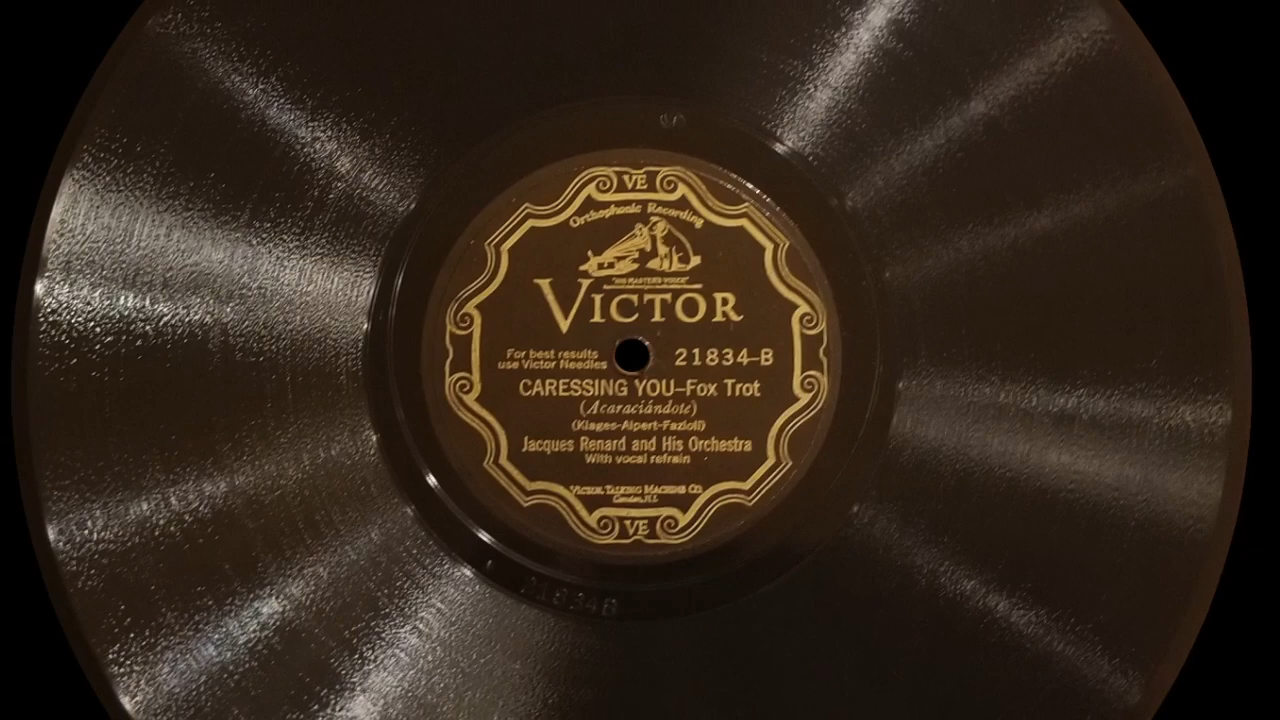 VE
Orthophonic Recording
"HIS MASTER'S VOICE"
VICTOR
For best results
use Victor Needles
21834-B
CARESSING YOU-Fox Trot
(Acaraciándote)
(Klages-Alpert-Fazioli)
Jacques Renard and His Orchestra
With vocal refrain
VICTOR TALKING MACHINE CO.
Camden, N.J.
VE
21834B